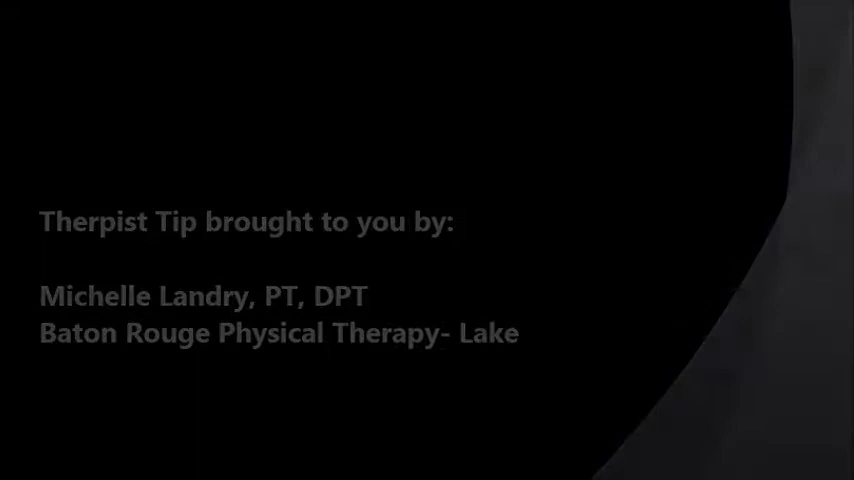 Therpist Tip brought to you by:
Michelle Landry, PT, DPT
Baton Rouge Physical Therapy- Lake